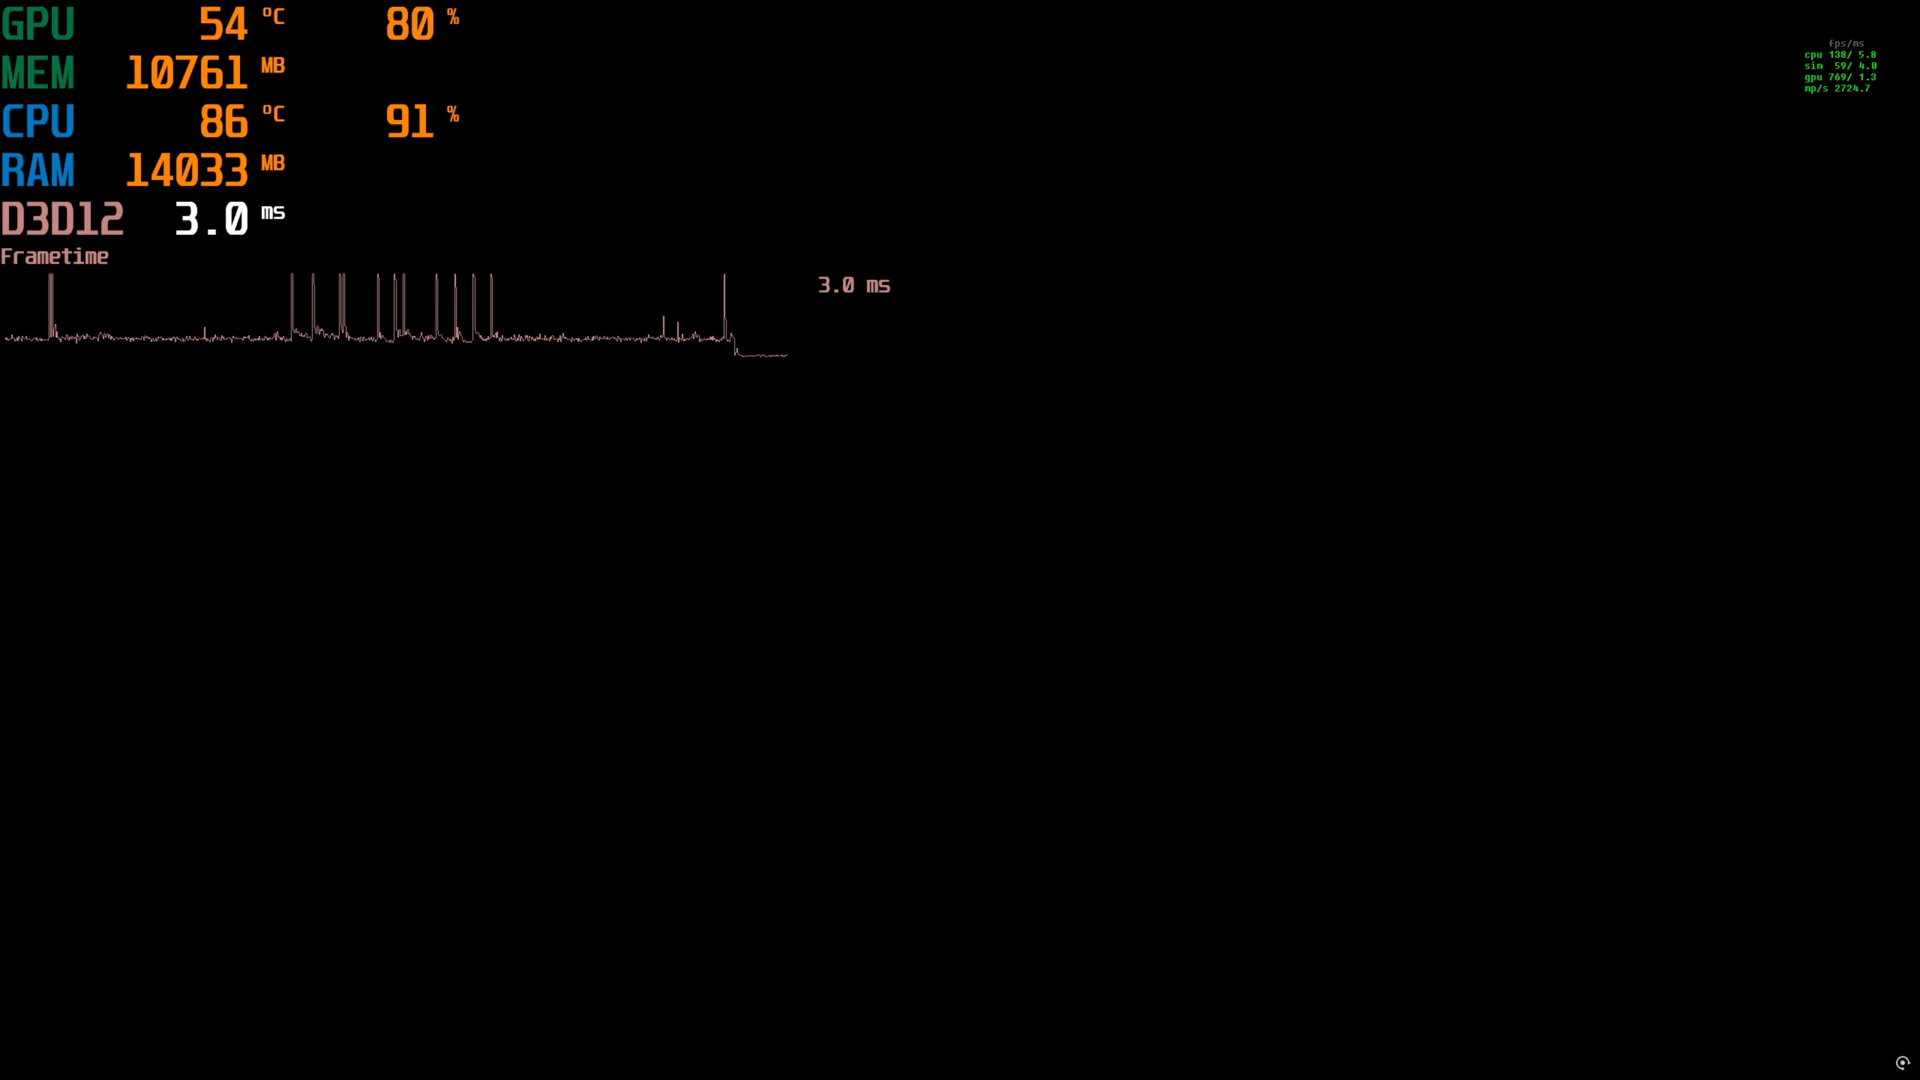 GPU 54 °C 80 %
MEM 10761 MB
CPU 86 °C 91 %
RAM 14033 MB
D3D12 3.0 ms
Frametime
3.0 ms
fps/ms
cpu 138/ 5.8
sim 59/ 4.0
gpu 769/ 1.3
mp/s 2724.7